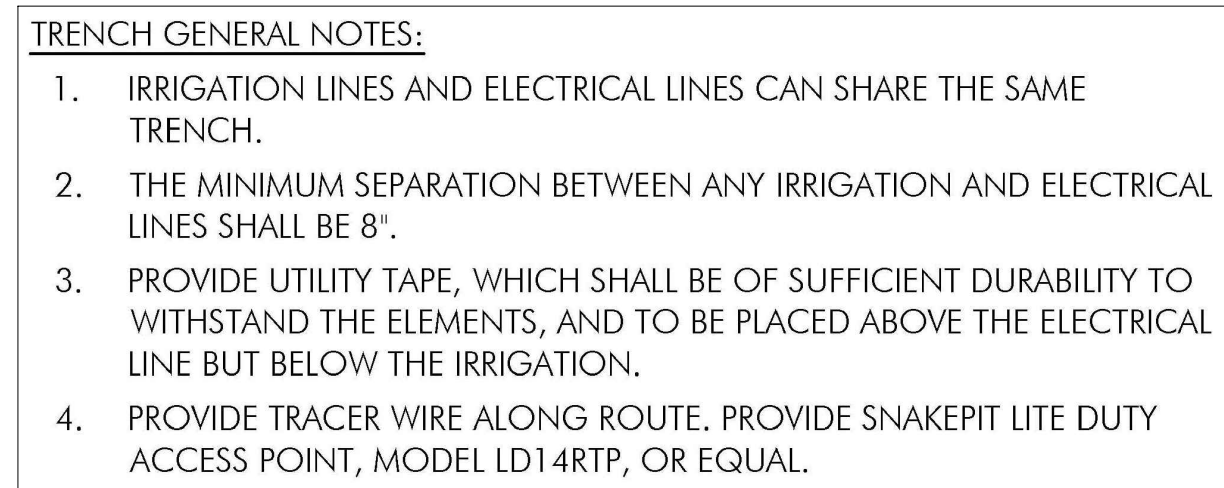 TRENCH GENERAL NOTES:
1. IRRIGATION LINES AND ELECTRICAL LINES CAN SHARE THE SAME
TRENCH.
2. THE MINIMUM SEPARATION BETWEEN ANY IRRIGATION AND ELECTRICAL
LINES SHALL BE 8".
3. PROVIDE UTILITY TAPE, WHICH SHALL BE OF SUFFICIENT DURABILITY TO
WITHSTAND THE ELEMENTS, AND TO BE PLACED ABOVE THE ELECTRICAL
LINE BUT BELOW THE IRRIGATION.
4. PROVIDE TRACER WIRE ALONG ROUTE. PROVIDE SNAKEPIT LITE DUTY
ACCESS POINT, MODEL LD14RTP, OR EQUAL.